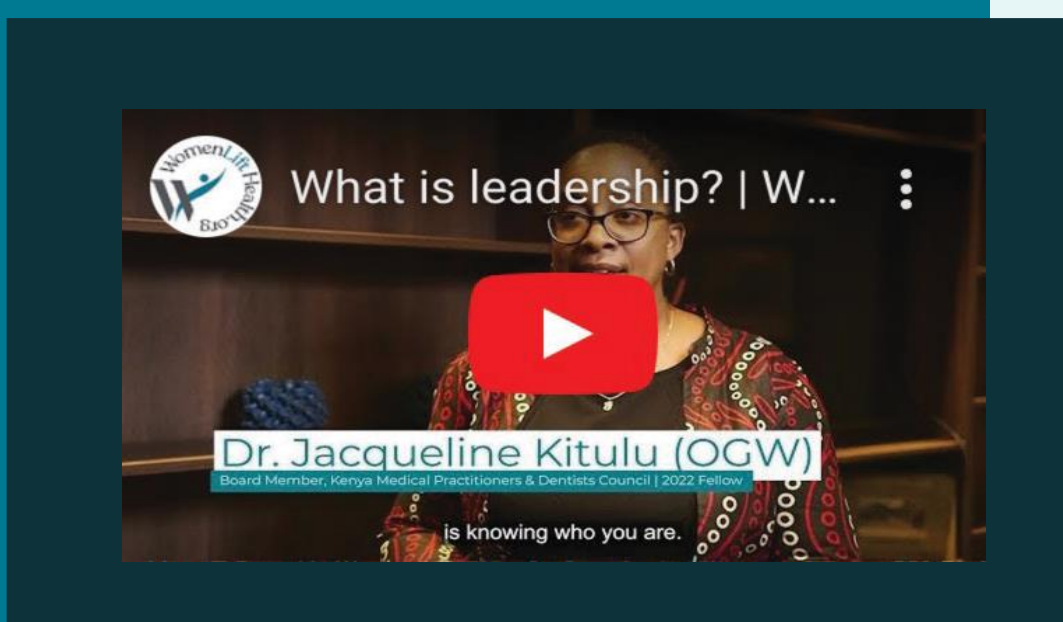 WomenLift Health.org
What is leadership? | W...
Dr. Jacqueline Kitulu (OGW)
Board Member, Kenya Medical Practitioners & Dentists Council | 2022 Fellow
is knowing who you are.